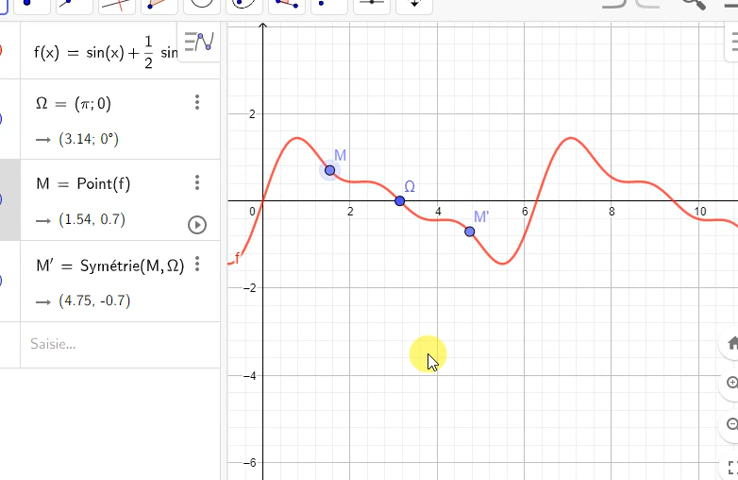 f(x) = sin(x) + 1/2 sin
Ω = (π; 0)
→ (3.14; 0°)
M = Point(f)
→ (1.54, 0.7)
M′ = Symétrie(M, Ω)
→ (4.75, -0.7)
Saisie...
2
M
Ω
0 2 4 6 8 10
M'
f
−2
−4
−6